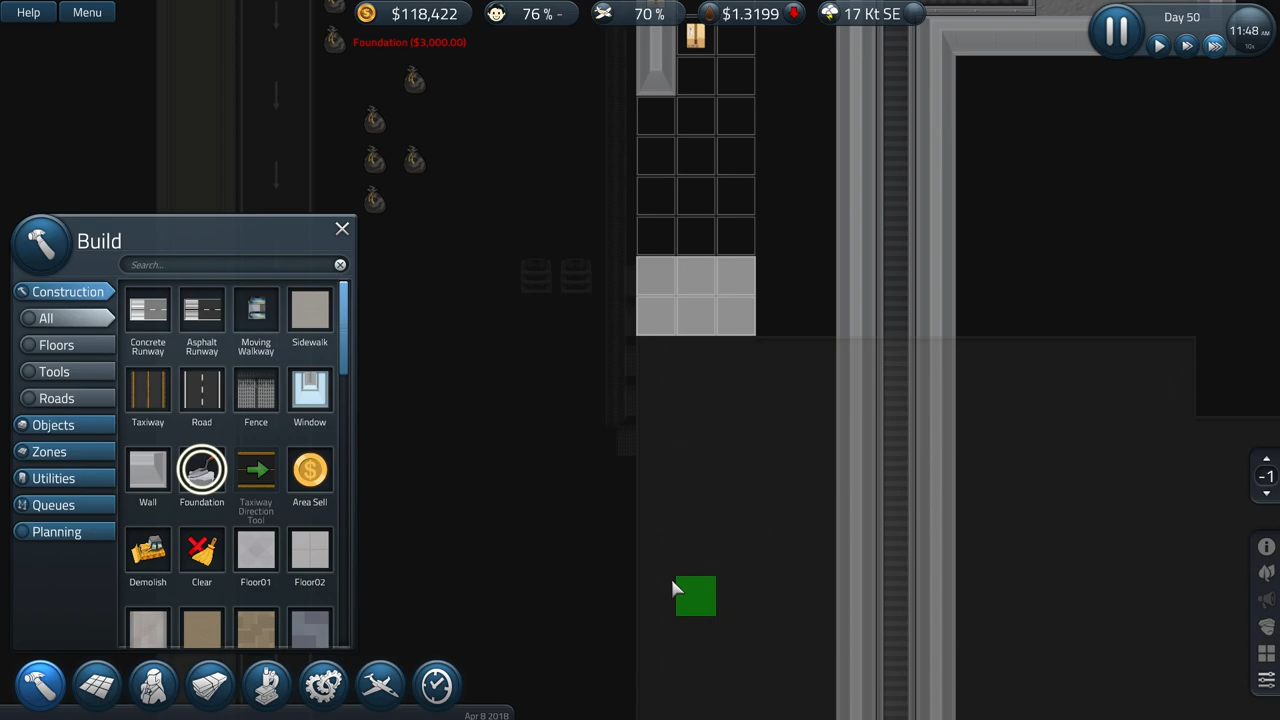 Help
Menu
$118,422
76 % -
70 %
$1.3199
17 Kt SE
Day 50
11:48 AM
10x
Foundation ($3,000.00)
Build
Search...
Construction
All
Floors
Tools
Roads
Objects
Zones
Utilities
Queues
Planning
Concrete Runway
Asphalt Runway
Moving Walkway
Sidewalk
Taxiway
Road
Fence
Window
Wall
Foundation
Taxiway Direction Tool
Area Sell
Demolish
Clear
Floor01
Floor02
-1
Apr 8 2018